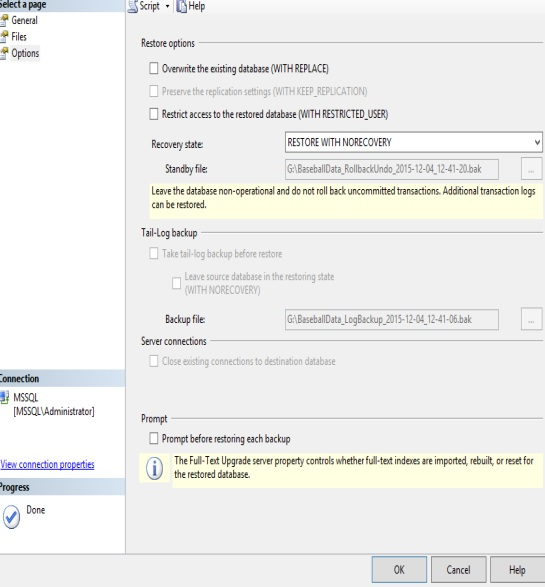 Select a page
General
Files
Options
Script
Help
Restore options
Overwrite the existing database (WITH REPLACE)
Preserve the replication settings (WITH KEEP_REPLICATION)
Restrict access to the restored database (WITH RESTRICTED_USER)
Recovery state:
RESTORE WITH NORECOVERY
Standby file:
G:\BaseballData_RollbackUndo_2015-12-04_12-41-20.bak
...
Leave the database non-operational and do not roll back uncommitted transactions. Additional transaction logs
can be restored.
Tail-Log backup
Take tail-log backup before restore
Leave source database in the restoring state
(WITH NORECOVERY)
Backup file:
G:\BaseballData_LogBackup_2015-12-04_12-41-06.bak
...
Server connections
Close existing connections to destination database
Connection
MSSQL
[MSSQL\Administrator]
View connection properties
Progress
Done
Prompt
Prompt before restoring each backup
The Full-Text Upgrade server property controls whether full-text indexes are imported, rebuilt, or reset for
the restored database.
OK
Cancel
Help